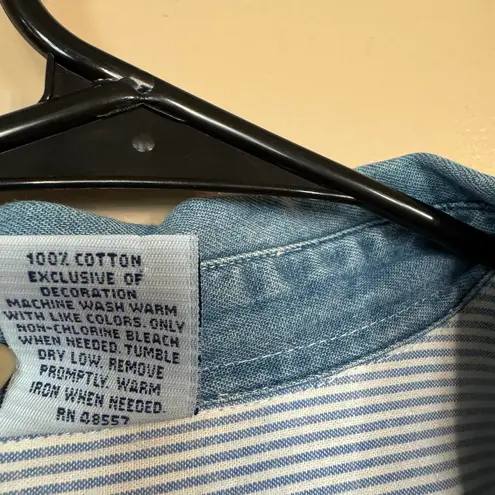 100% COTTON
EXCLUSIVE OF
DECORATION
MACHINE WASH WARM
WITH LIKE COLORS. ONLY
NON-CHLORINE BLEACH
WHEN NEEDED. TUMBLE
DRY LOW. REMOVE
PROMPTLY. WARM
IRON WHEN NEEDED.
RN 48557